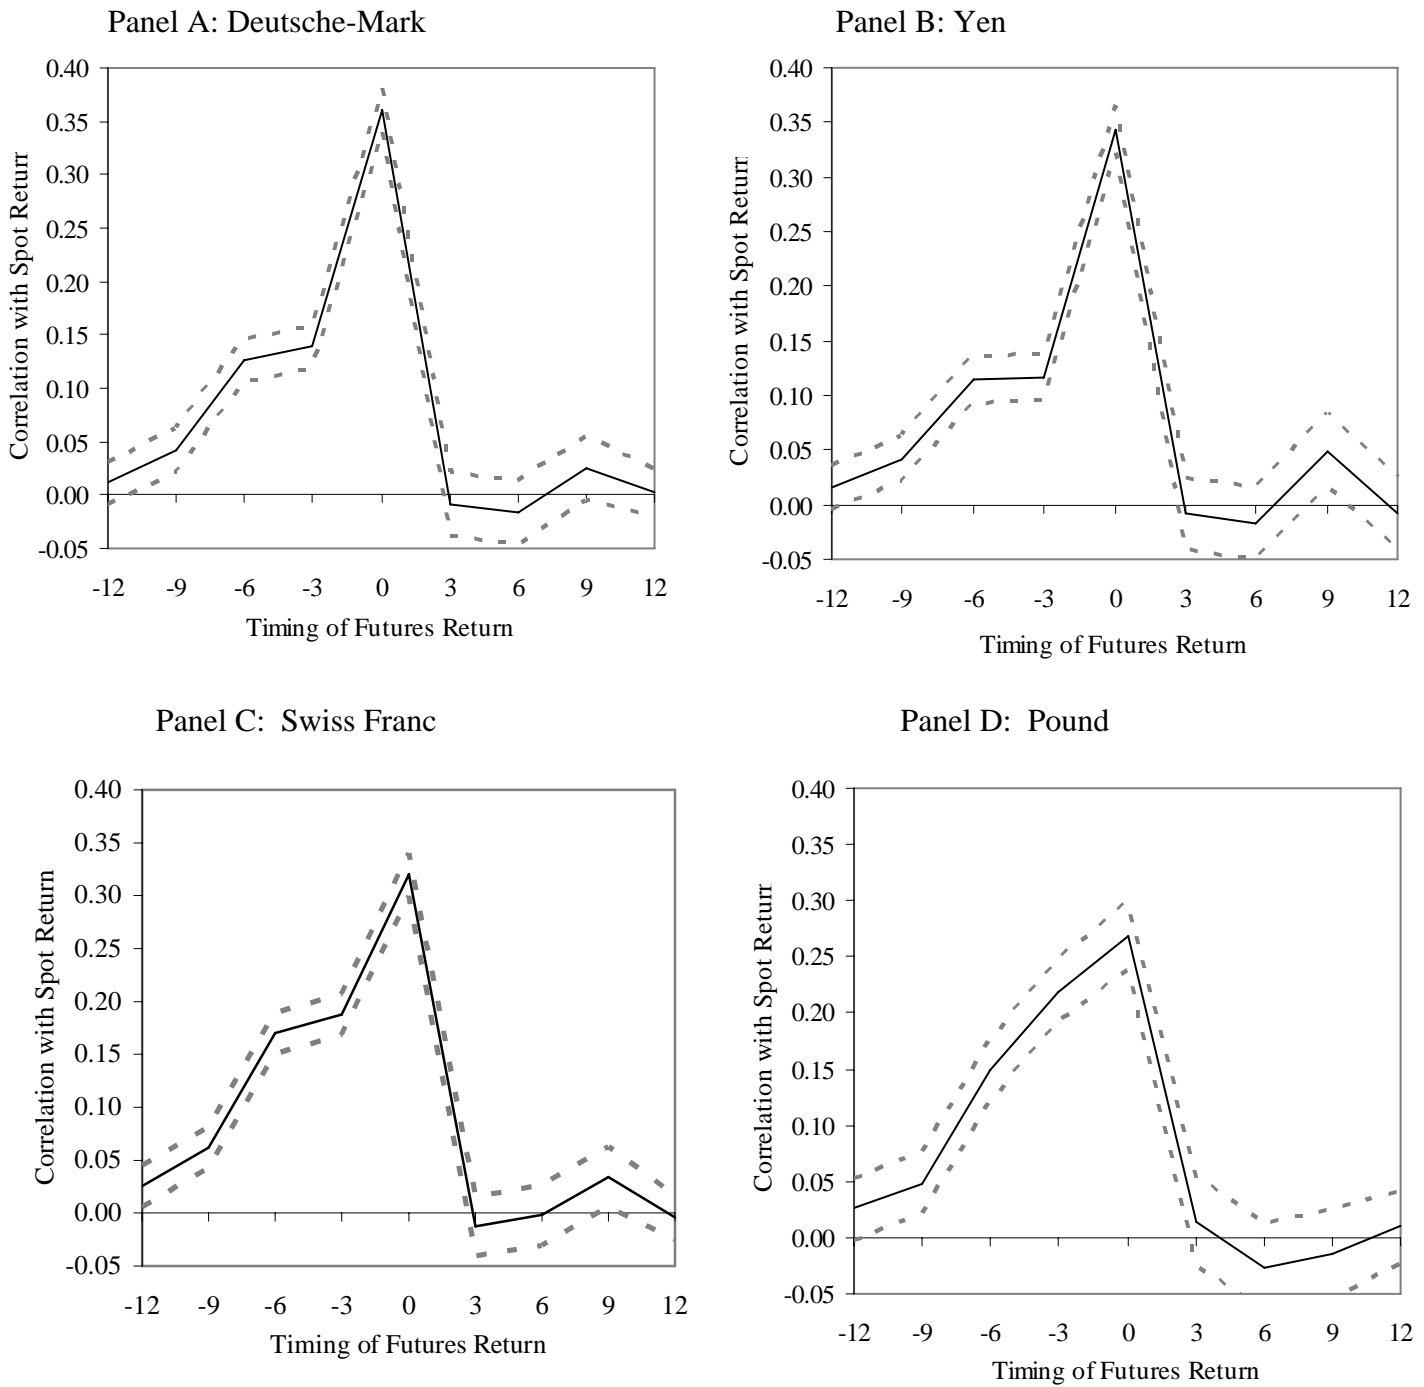 Panel A: Deutsche-Mark
0.40
0.35
0.30
0.25
0.20
0.15
0.10
0.05
0.00
-0.05
Correlation with Spot Return
-12 -9 -6 -3 0 3 6 9 12
Timing of Futures Return
Panel B: Yen
0.40
0.35
0.30
0.25
0.20
0.15
0.10
0.05
0.00
-0.05
Correlation with Spot Return
-12 -9 -6 -3 0 3 6 9 12
Timing of Futures Return
Panel C: Swiss Franc
0.40
0.35
0.30
0.25
0.20
0.15
0.10
0.05
0.00
-0.05
Correlation with Spot Return
-12 -9 -6 -3 0 3 6 9 12
Timing of Futures Return
Panel D: Pound
0.40
0.35
0.30
0.25
0.20
0.15
0.10
0.05
0.00
-0.05
Correlation with Spot Return
-12 -9 -6 -3 0 3 6 9 12
Timing of Futures Return